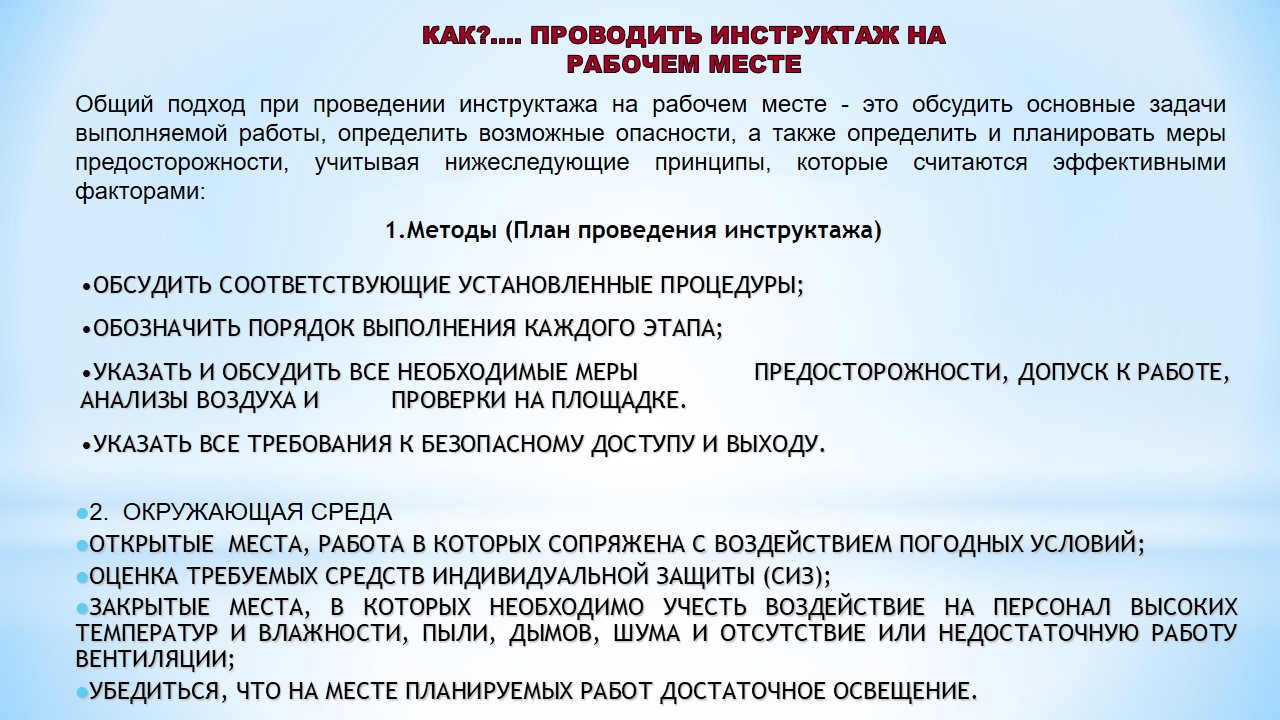 КАК?.... ПРОВОДИТЬ ИНСТРУКТАЖ НА
РАБОЧЕМ МЕСТЕ
Общий подход при проведении инструктажа на рабочем месте - это обсудить основные задачи
выполняемой работы, определить возможные опасности, а также определить и планировать меры
предосторожности, учитывая нижеследующие принципы, которые считаются эффективными
факторами:
1.Методы (План проведения инструктажа)
•ОБСУДИТЬ СООТВЕТСТВУЮЩИЕ УСТАНОВЛЕННЫЕ ПРОЦЕДУРЫ;
•ОБОЗНАЧИТЬ ПОРЯДОК ВЫПОЛНЕНИЯ КАЖДОГО ЭТАПА;
•УКАЗАТЬ И ОБСУДИТЬ ВСЕ НЕОБХОДИМЫЕ МЕРЫ ПРЕДОСТОРОЖНОСТИ, ДОПУСК К РАБОТЕ,
АНАЛИЗЫ ВОЗДУХА И ПРОВЕРКИ НА ПЛОЩАДКЕ.
•УКАЗАТЬ ВСЕ ТРЕБОВАНИЯ К БЕЗОПАСНОМУ ДОСТУПУ И ВЫХОДУ.
●2. ОКРУЖАЮЩАЯ СРЕДА
●ОТКРЫТЫЕ МЕСТА, РАБОТА В КОТОРЫХ СОПРЯЖЕНА С ВОЗДЕЙСТВИЕМ ПОГОДНЫХ УСЛОВИЙ;
●ОЦЕНКА ТРЕБУЕМЫХ СРЕДСТВ ИНДИВИДУАЛЬНОЙ ЗАЩИТЫ (СИЗ);
●ЗАКРЫТЫЕ МЕСТА, В КОТОРЫХ НЕОБХОДИМО УЧЕСТЬ ВОЗДЕЙСТВИЕ НА ПЕРСОНАЛ ВЫСОКИХ
ТЕМПЕРАТУР И ВЛАЖНОСТИ, ПЫЛИ, ДЫМОВ, ШУМА И ОТСУТСТВИЕ ИЛИ НЕДОСТАТОЧНУЮ РАБОТУ
ВЕНТИЛЯЦИИ;
●УБЕДИТЬСЯ, ЧТО НА МЕСТЕ ПЛАНИРУЕМЫХ РАБОТ ДОСТАТОЧНОЕ ОСВЕЩЕНИЕ.